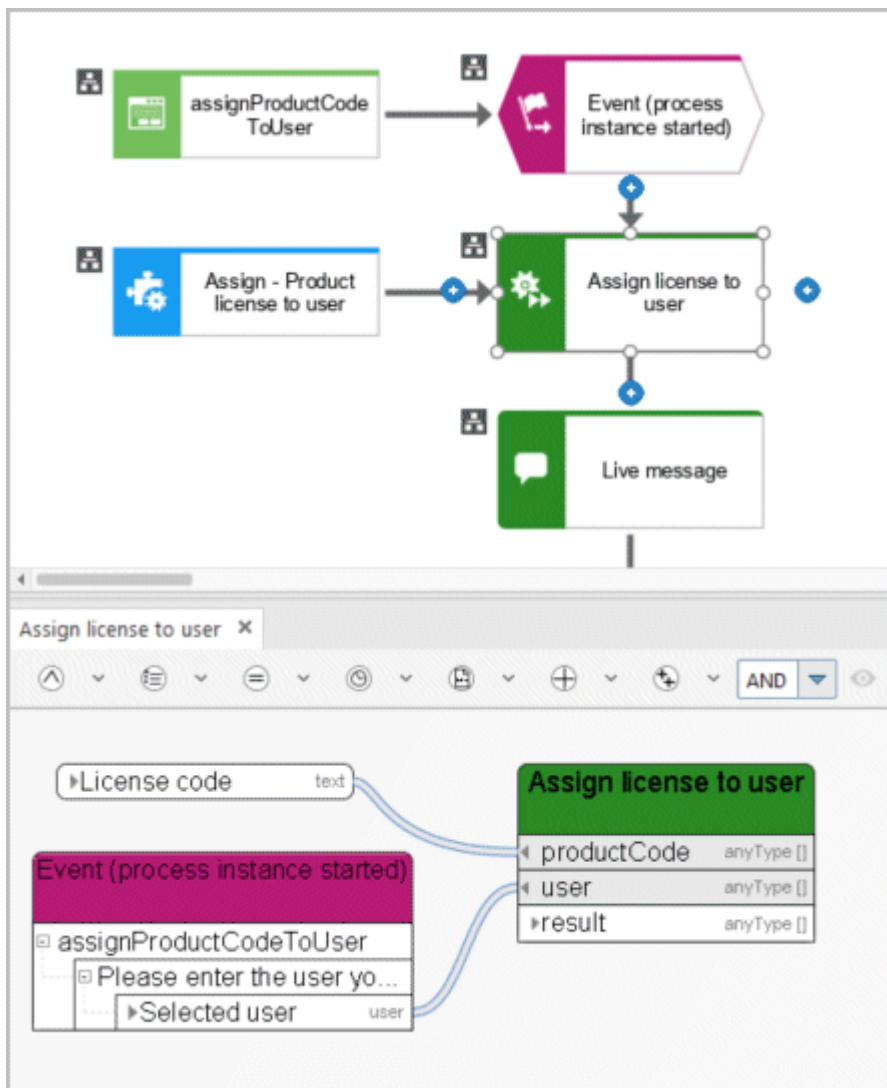 assignProductCode
ToUser
Event (process
instance started)
Assign - Product
license to user
Assign license to
user
Live message
Assign license to user
AND
License code text
Assign license to user
productCode anyType []
user anyType []
result anyType []
Event (process instance started)
assignProductCodeToUser
Please enter the user yo...
Selected user user